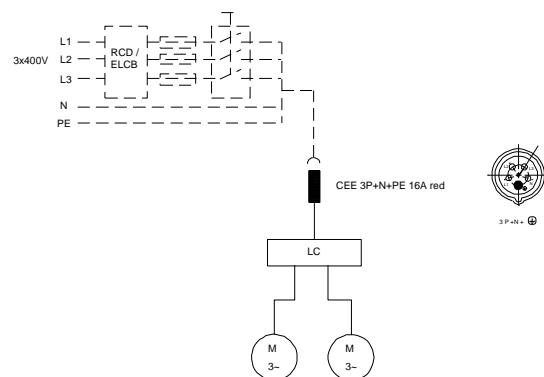 L1
RCD /
ELCB
3x400V
L2
L3
N
PE
CEE 3P+N+PE 16A red
3 P +N +
LC
M
3~
M
3~